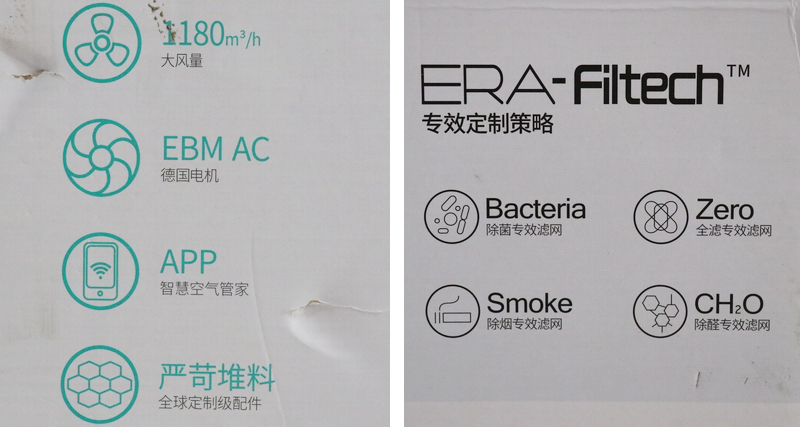 1180m³/h
大风量
EBM AC
德国电机
APP
智慧空气管家
严苛堆料
全球定制级配件
ERA-Filtech™
专效定制策略
Bacteria
除菌专效滤网
Zero
全滤专效滤网
Smoke
除烟专效滤网
CH₂O
除醛专效滤网